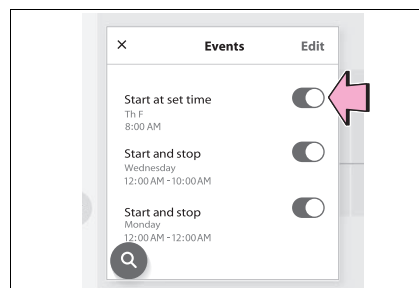 Events Edit
Start at set time
Th F
8:00 AM
Start and stop
Wednesday
12:00 AM - 10:00 AM
Start and stop
Monday
12:00 AM - 12:00 AM